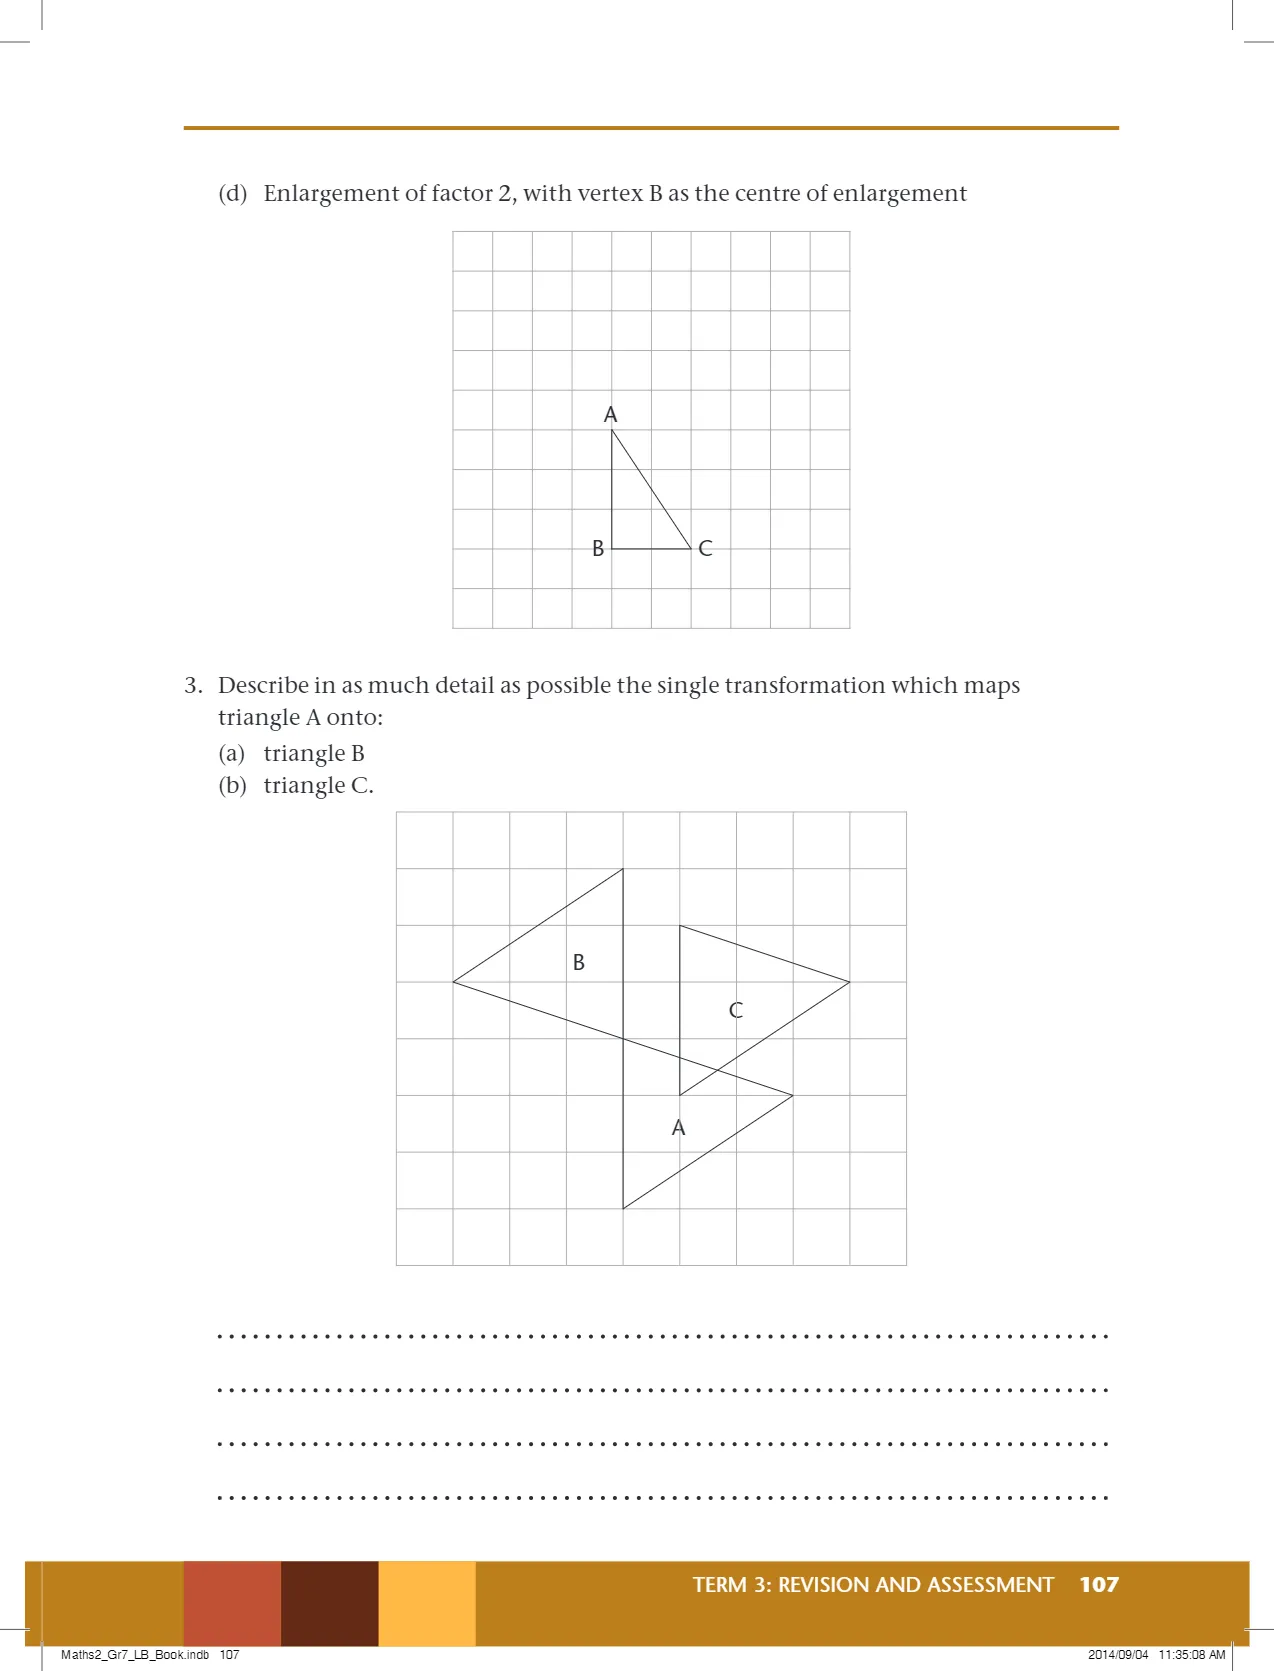 (d) Enlargement of factor 2, with vertex B as the centre of enlargement
A
B C
3. Describe in as much detail as possible the single transformation which maps
triangle A onto:
(a) triangle B
(b) triangle C.
B
C
A
TERM 3: REVISION AND ASSESSMENT 107
Maths2_Gr7_LB_Book.indb 107 2014/09/04 11:35:08 AM